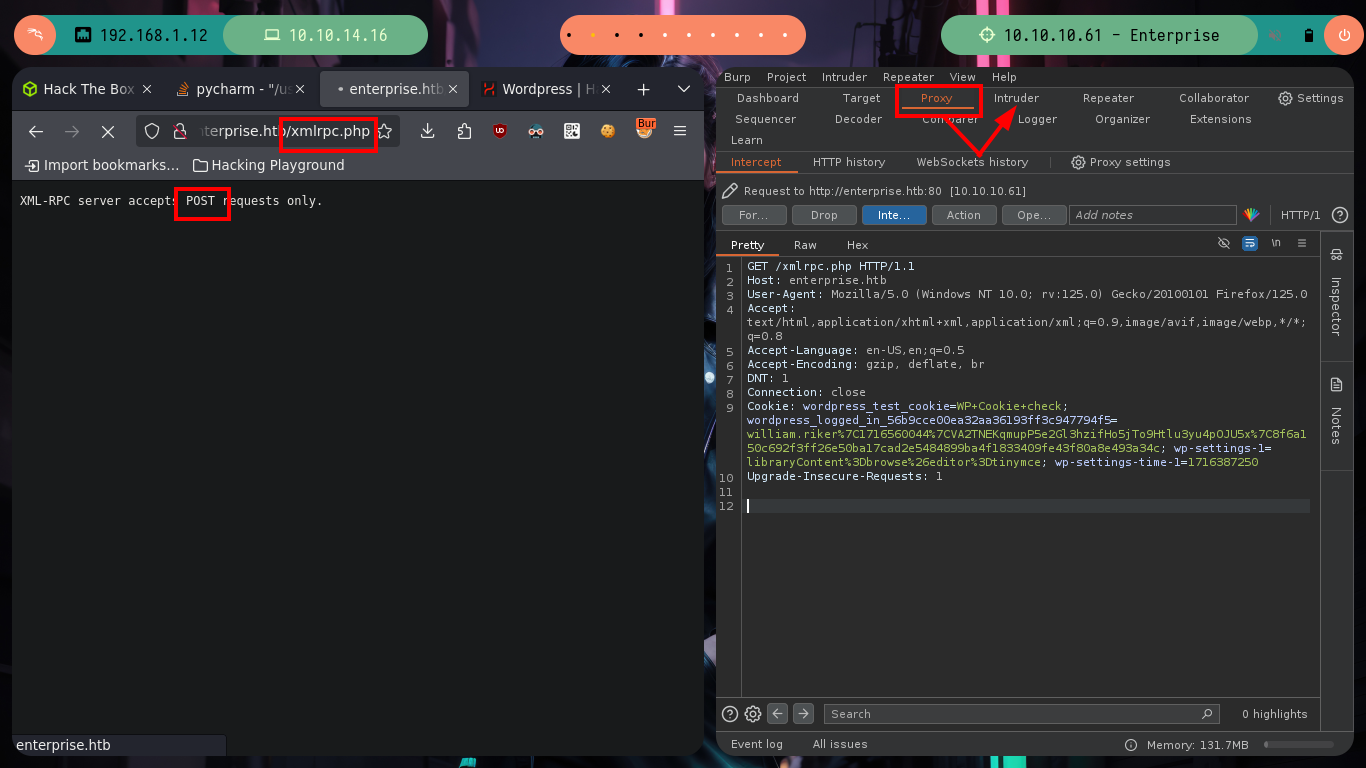 192.168.1.12
10.10.14.16
10.10.10.61 - Enterprise
Hack The Box
pycharm - "/us
enterprise.htb
Wordpress | H
terprise.htb/xmlrpc.php
Bur
Import bookmarks...
Hacking Playground
XML-RPC server accepts POST requests only.
enterprise.htb
Burp Project Intruder Repeater View Help
Dashboard Target Proxy Intruder Repeater Collaborator Settings
Sequencer Decoder Comparer Logger Organizer Extensions
Learn
Intercept HTTP history WebSockets history Proxy settings
Request to http://enterprise.htb:80 [10.10.10.61]
For... Drop Inte... Action Ope... Add notes HTTP/1
Pretty Raw Hex \n
1 GET /xmlrpc.php HTTP/1.1
2 Host: enterprise.htb
3 User-Agent: Mozilla/5.0 (Windows NT 10.0; rv:125.0) Gecko/20100101 Firefox/125.0
4 Accept:
text/html,application/xhtml+xml,application/xml;q=0.9,image/avif,image/webp,*/*;
q=0.8
5 Accept-Language: en-US,en;q=0.5
6 Accept-Encoding: gzip, deflate, br
7 DNT: 1
8 Connection: close
9 Cookie: wordpress_test_cookie=WP+Cookie+check;
wordpress_logged_in_56b9cce00ea32aa36193ff3c947794f5=
william.riker%7C1716560044%7CVA2TNEKqmupP5e2Gl3hzifHo5jTo9Htlu3yu4pOJU5x%7C8f6a1
50c692f3ff26e50ba17cad2e5484899ba4f1833409fe43f80a8e493a34c; wp-settings-1=
libraryContent%3Dbrowse%26editor%3Dtinymce; wp-settings-time-1=1716387250
10 Upgrade-Insecure-Requests: 1
11
12
Inspector
Notes
Search
0 highlights
Event log All issues
Memory: 131.7MB